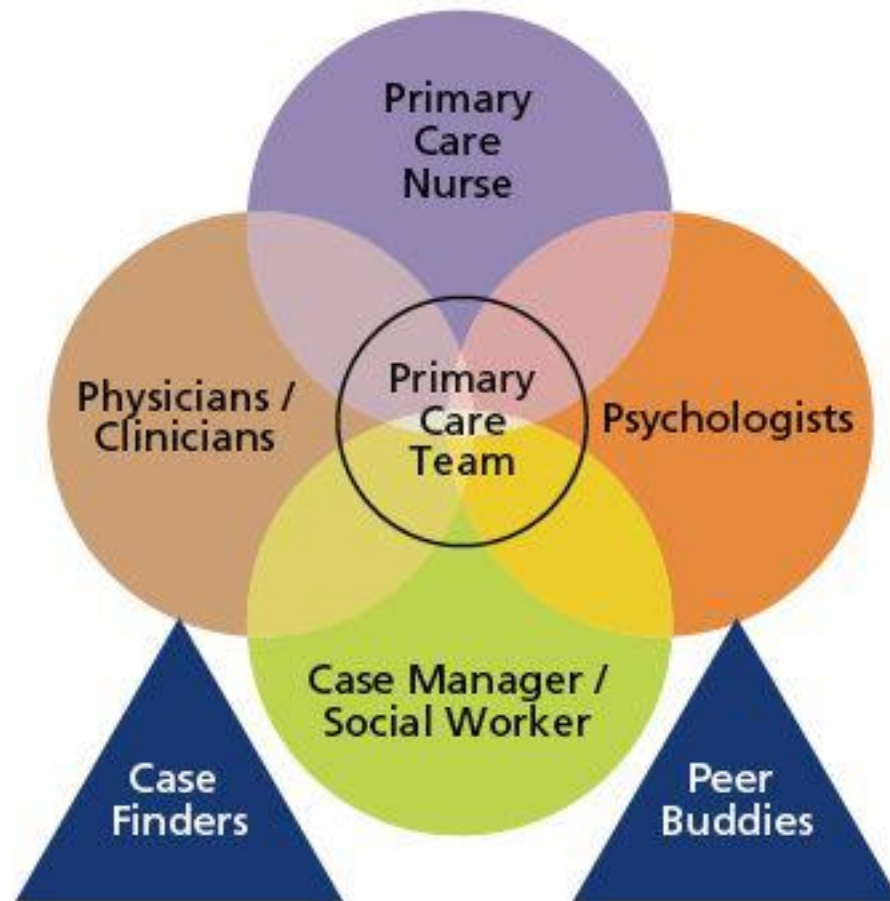 Primary
Care
Nurse
Physicians /
Clinicians
Primary
Care
Team
Psychologists
Case Manager /
Social Worker
Case
Finders
Peer
Buddies